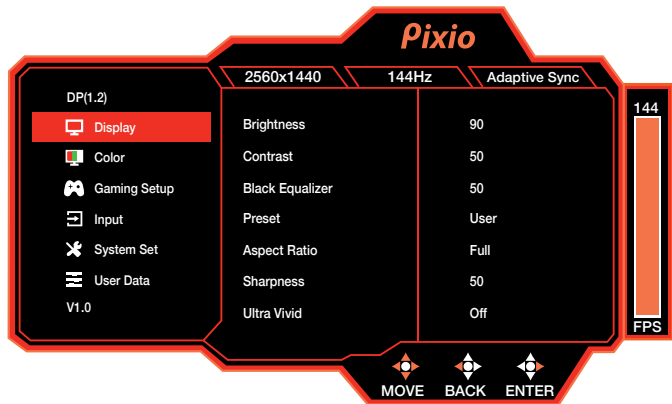 Pixio
2560x1440 144Hz Adaptive Sync
DP(1.2)
Display
Color
Gaming Setup
Input
System Set
User Data
V1.0
Brightness 90
Contrast 50
Black Equalizer 50
Preset User
Aspect Ratio Full
Sharpness 50
Ultra Vivid Off
144
FPS
MOVE BACK ENTER